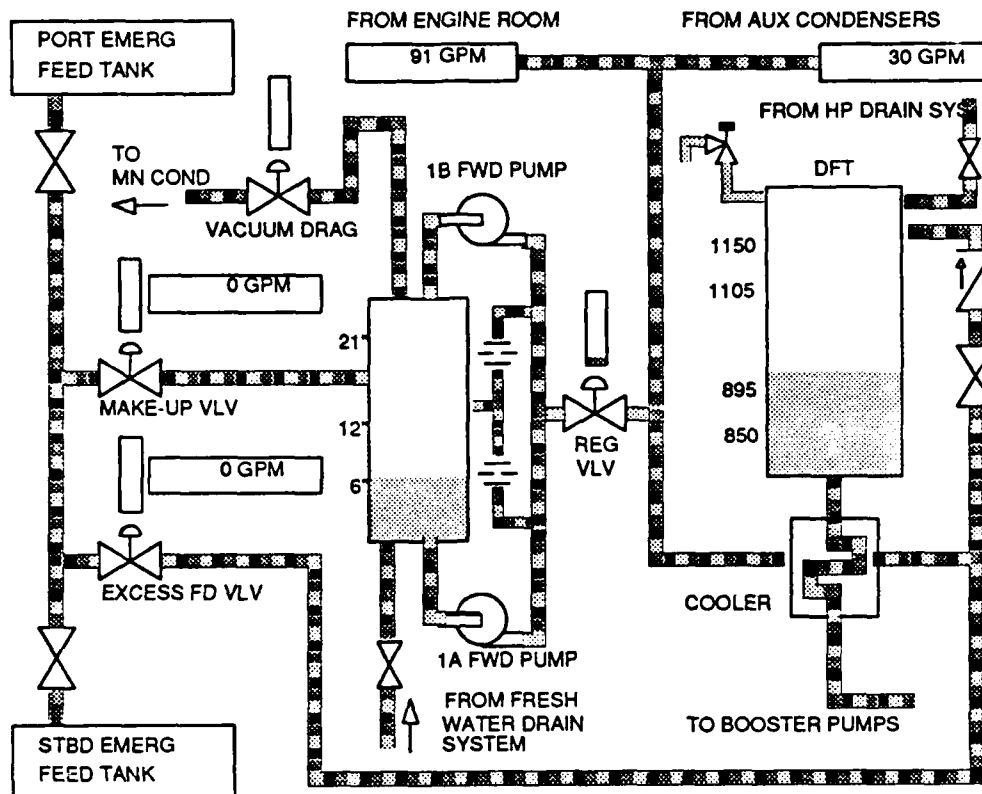 FROM ENGINE ROOM
FROM AUX CONDENSERS
PORT EMERG
FEED TANK
91 GPM
30 GPM
FROM HP DRAIN SYS
TO
MN COND
1B FWD PUMP
DFT
VACUUM DRAG
1150
0 GPM
1105
21
MAKE-UP VLV
895
12
REG
VLV
850
0 GPM
6
EXCESS FD VLV
COOLER
1A FWD PUMP
FROM FRESH
WATER DRAIN
SYSTEM
TO BOOSTER PUMPS
STBD EMERG
FEED TANK